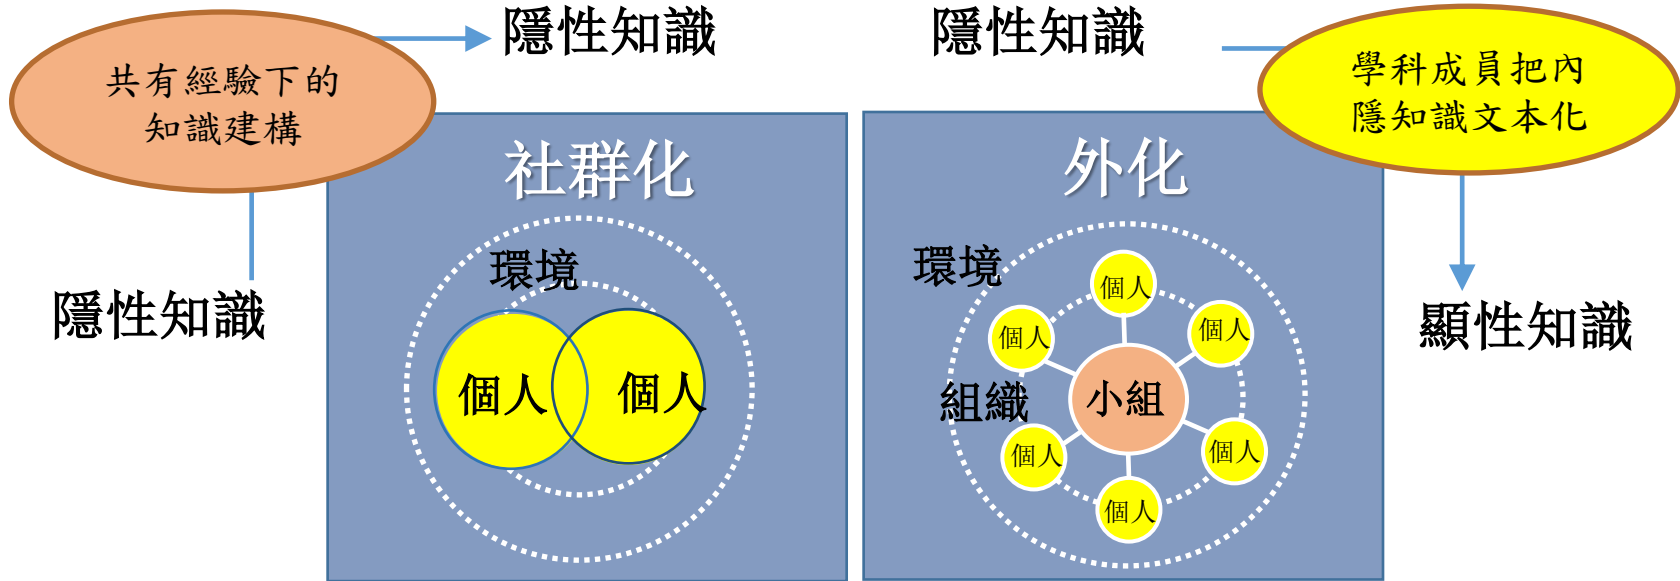 隱性知識
共有經驗下的
知識建構
社群化
環境
隱性知識
個人
個人
隱性知識
學科成員把內
隱知識文本化
外化
環境
個人
個人
個人
顯性知識
組織
小組
個人
個人
個人